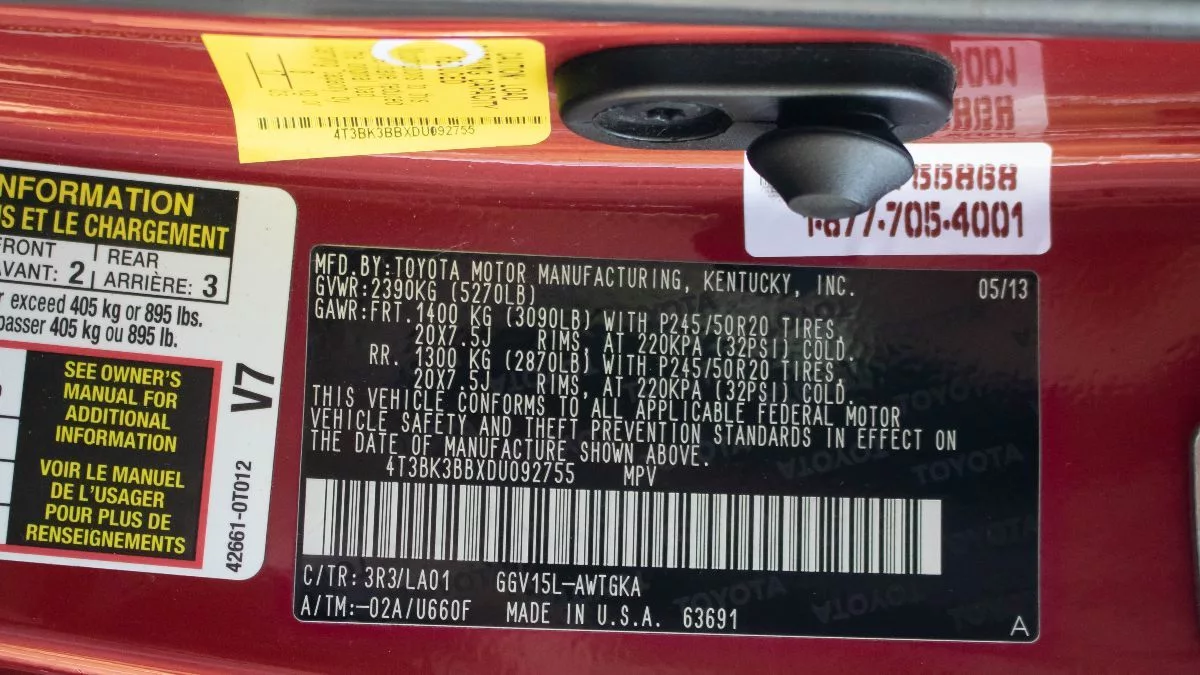 4T3BK3BBXDU092755
55868
1-877-705-4001
NFORMATION
S ET LE CHARGEMENT
FRONT
AVANT: 2
REAR
ARRIÈRE: 3
r exceed 405 kg or 895 lbs.
passer 405 kg ou 895 lb.
SEE OWNER'S
MANUAL FOR
ADDITIONAL
INFORMATION
VOIR LE MANUEL
DE L'USAGER
POUR PLUS DE
RENSEIGNEMENTS
V7
42661-0T012
MFD.BY:TOYOTA MOTOR MANUFACTURING, KENTUCKY, INC. 05/13
GVWR:2390KG (5270LB)
GAWR:FRT.1400 KG (3090LB) WITH P245/50R20 TIRES,
20X7.5J RIMS, AT 220KPA (32PSI) COLD.
RR. 1300 KG (2870LB) WITH P245/50R20 TIRES,
20X7.5J RIMS, AT 220KPA (32PSI) COLD.
THIS VEHICLE CONFORMS TO ALL APPLICABLE FEDERAL MOTOR
VEHICLE SAFETY AND THEFT PREVENTION STANDARDS IN EFFECT ON
THE DATE OF MANUFACTURE SHOWN ABOVE.
4T3BK3BBXDU092755 MPV
C/TR: 3R3/LA01 GGV15L-AWTGKA
A/TM:-02A/U660F MADE IN U.S.A. 63691
A